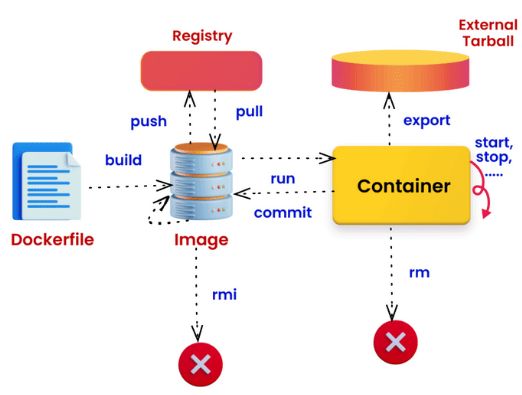 Registry
External
Tarball
push
pull
export
build
start,
stop,
.....
run
Container
commit
Dockerfile
Image
rmi
rm